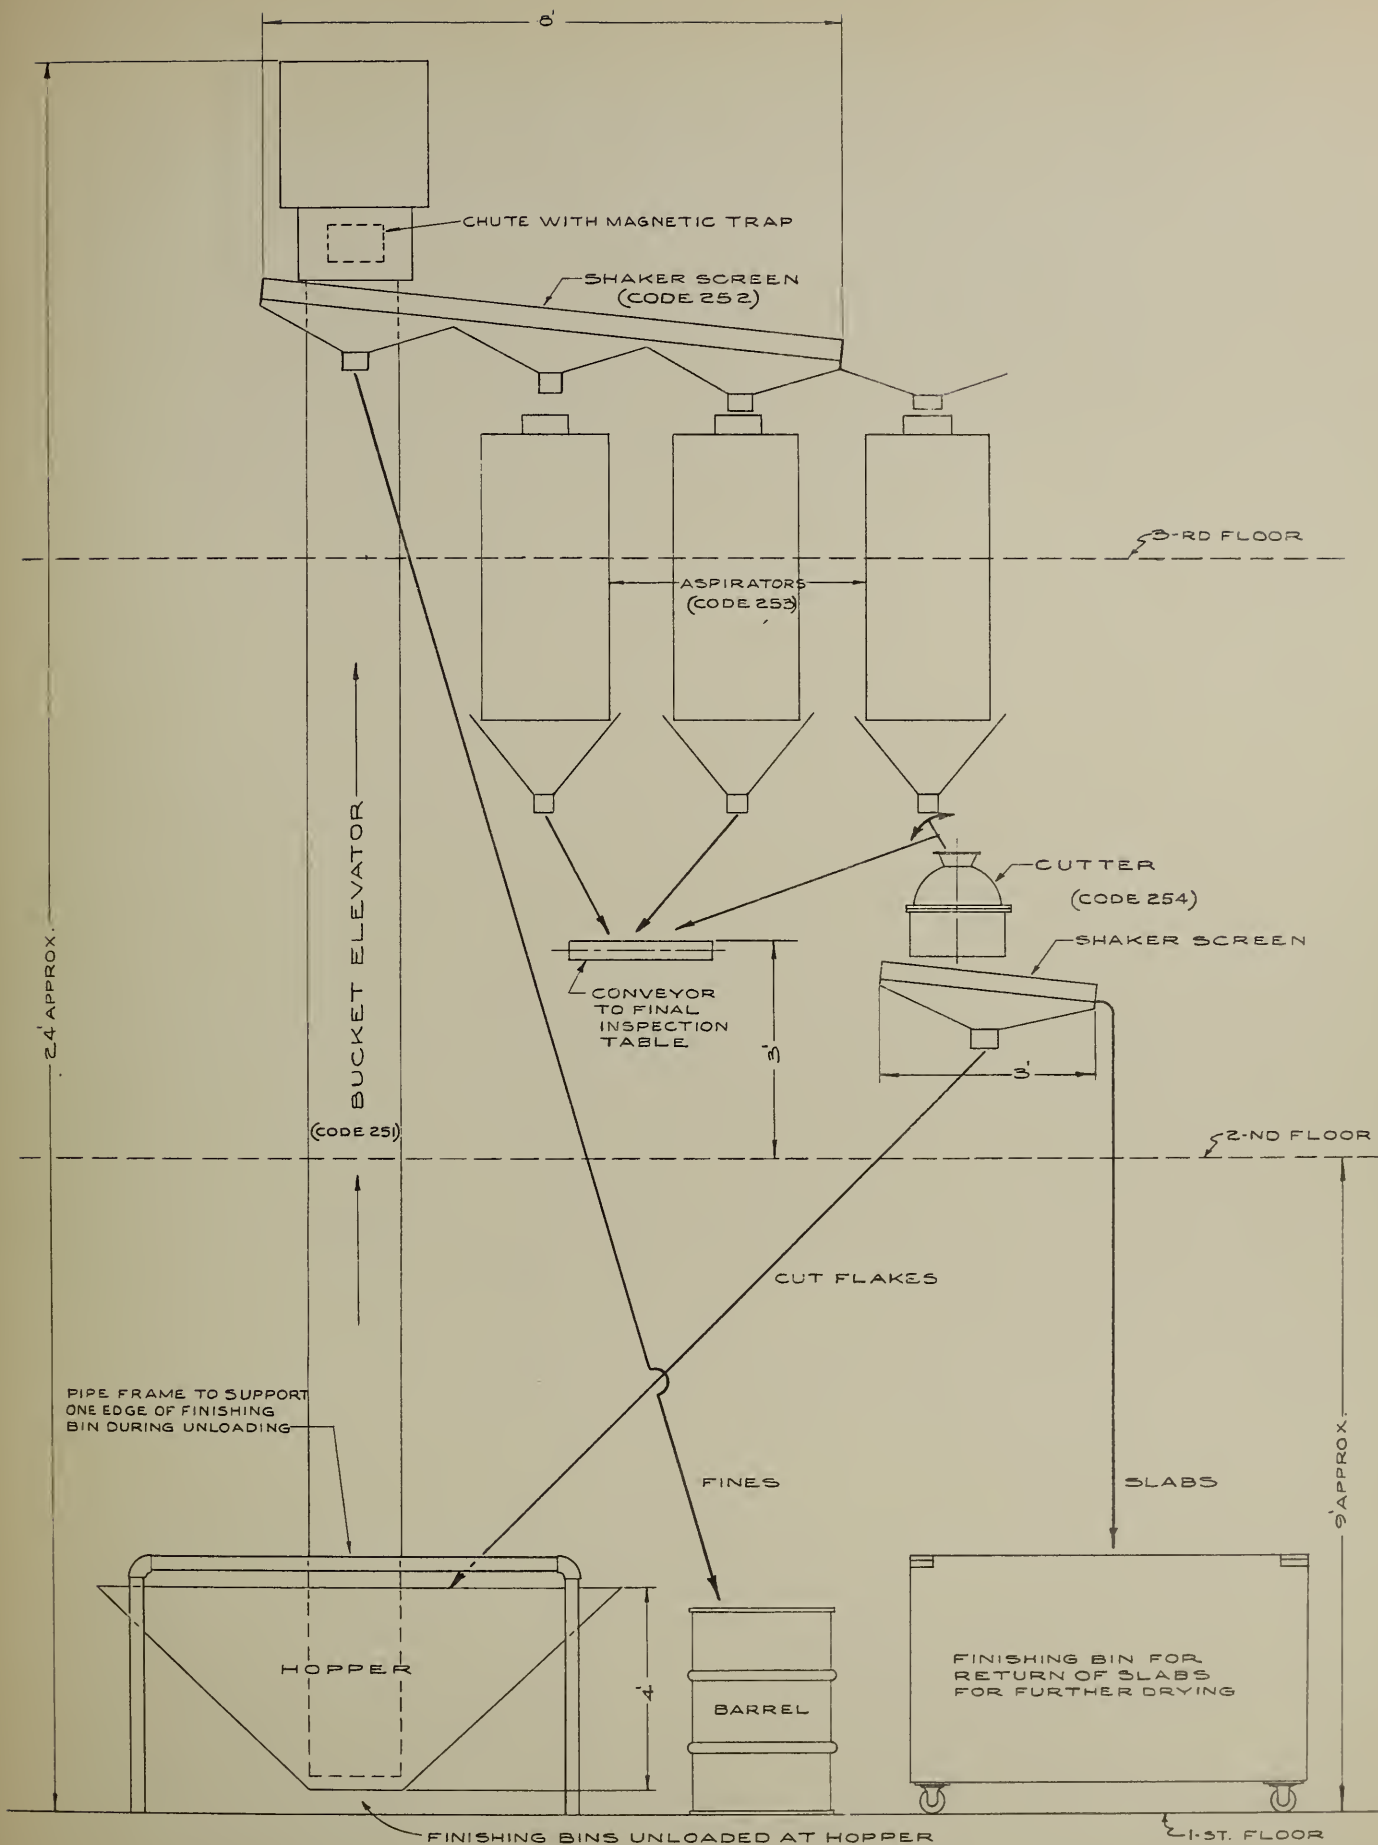 8'
CHUTE WITH MAGNETIC TRAP
SHAKER SCREEN
(CODE 252)
3-RD FLOOR
ASPIRATORS
(CODE 253)
BUCKET ELEVATOR
(CODE 251)
24' APPROX.
CUTTER
(CODE 254)
SHAKER SCREEN
CONVEYOR
TO FINAL
INSPECTION
TABLE
3'
3'
2-ND FLOOR
CUT FLAKES
PIPE FRAME TO SUPPORT
ONE EDGE OF FINISHING
BIN DURING UNLOADING
FINES
SLABS
9' APPROX.
HOPPER
4'
BARREL
FINISHING BIN FOR
RETURN OF SLABS
FOR FURTHER DRYING
FINISHING BINS UNLOADED AT HOPPER
1-ST. FLOOR